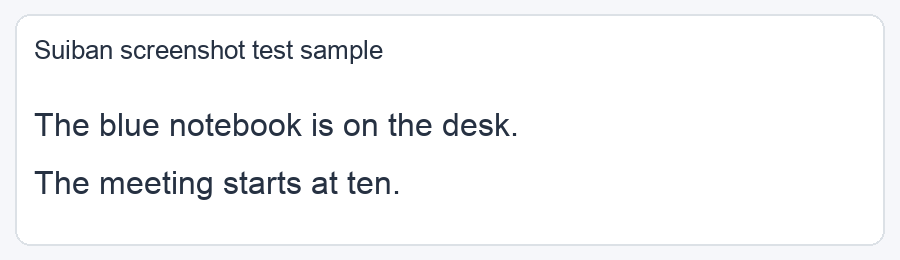 Suiban screenshot test sample
The blue notebook is on the desk.
The meeting starts at ten.